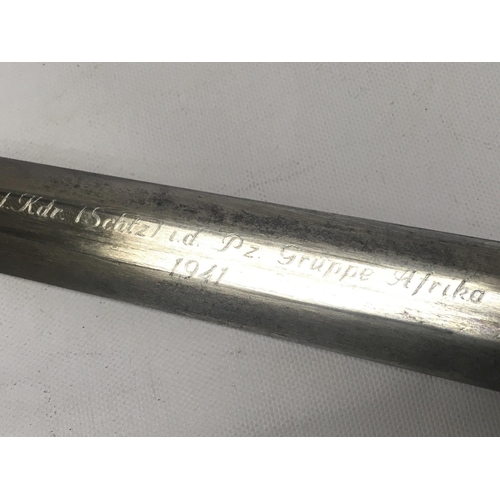 .Kdr. (Schtz) i.d. Pz. Gruppe Afrika
1941